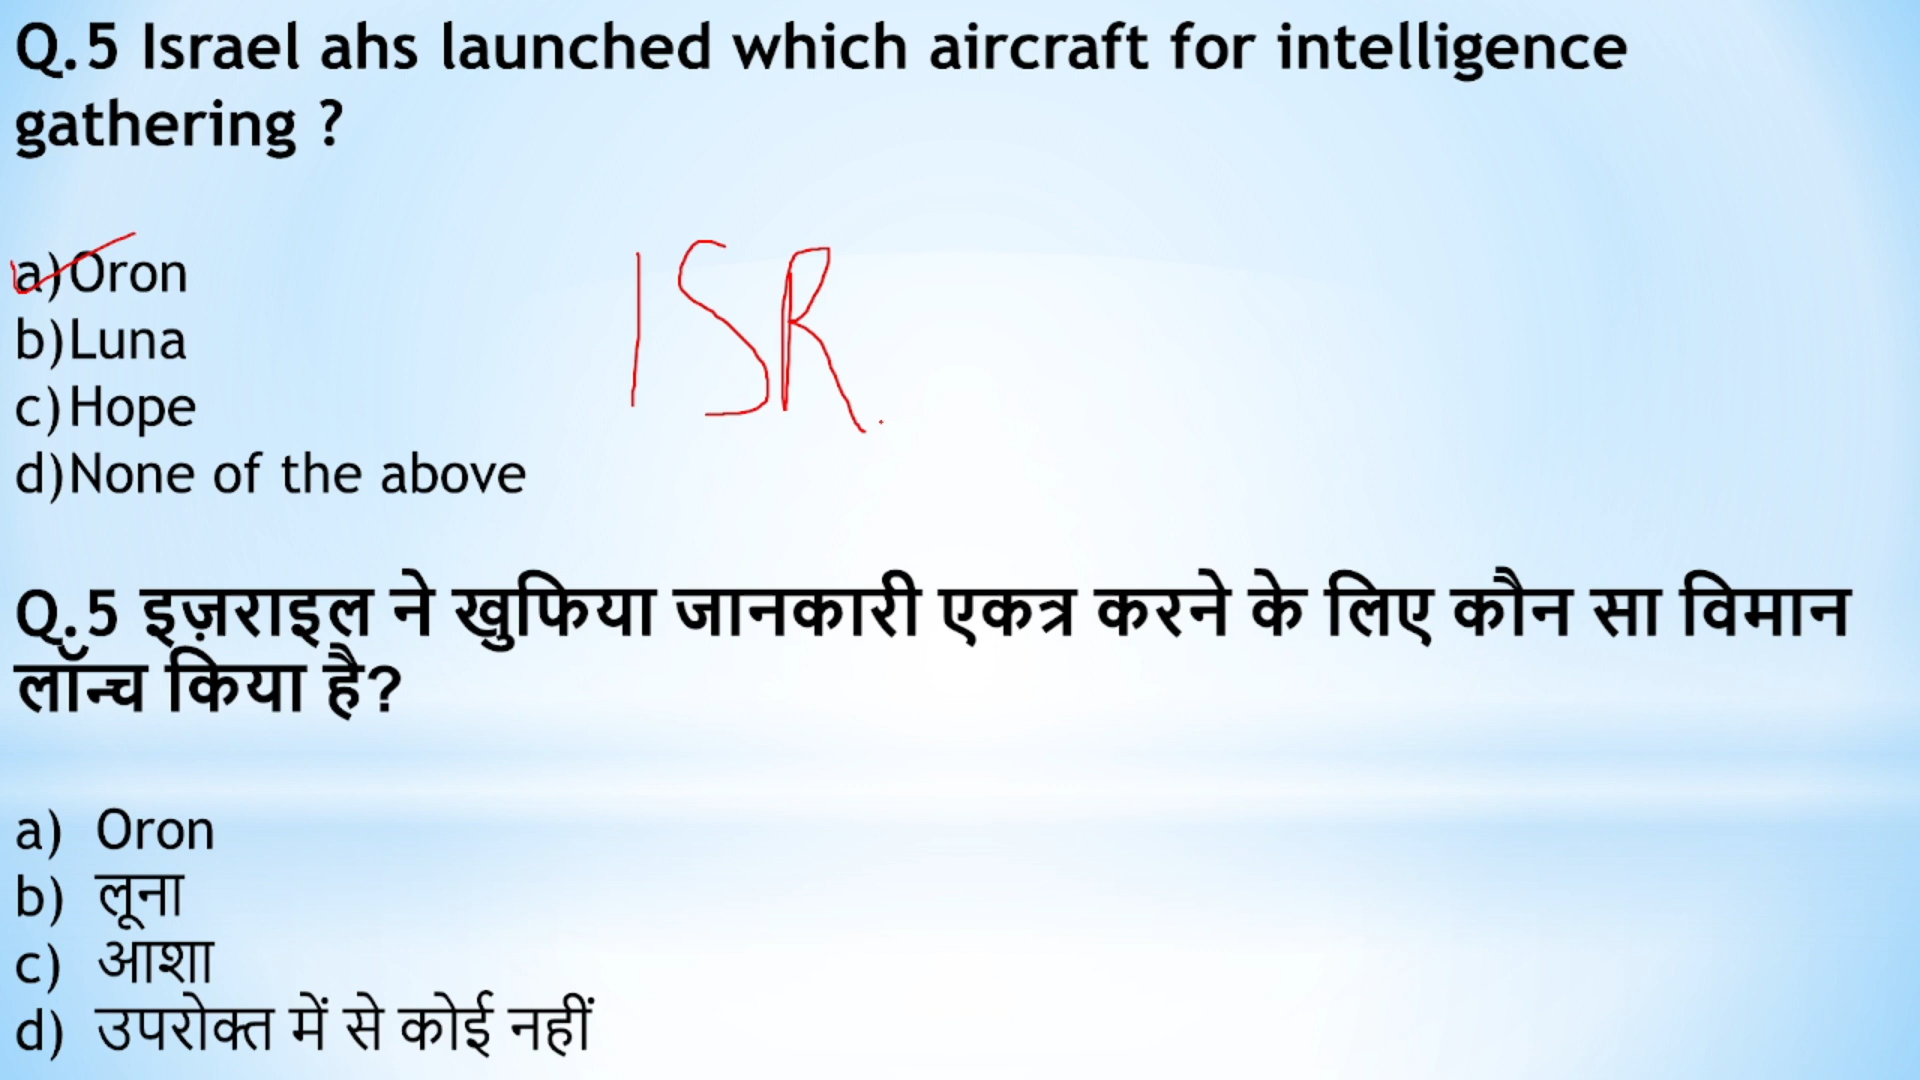 Q.5 Israel ahs launched which aircraft for intelligence
gathering ?
a)Oron
ISR.
b)Luna
c)Hope
d)None of the above
Q.5 इज़राइल ने खुफिया जानकारी एकत्र करने के लिए कौन सा विमान
लॉन्च किया है?
a) Oron
b) लूना
c) आशा
d) उपरोक्त में से कोई नहीं